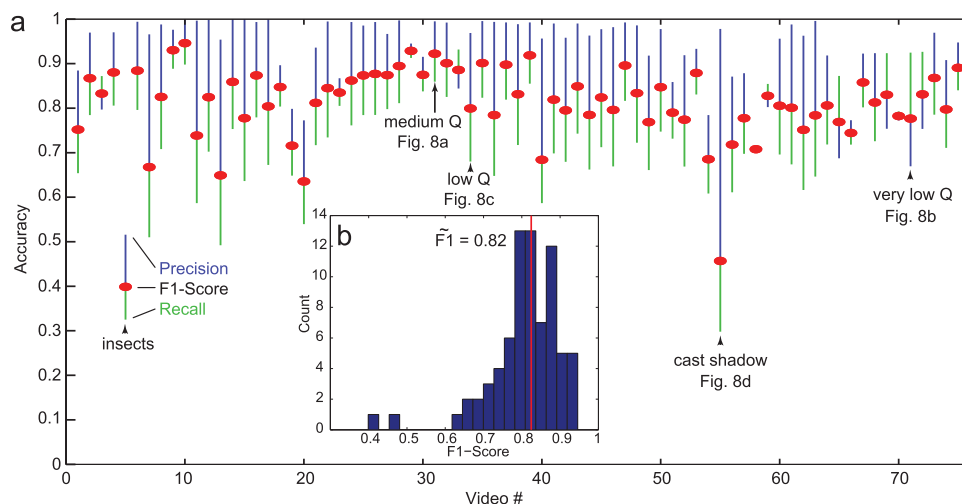 a
1
0.9
0.8
0.7
0.6
0.5
0.4
0.3
0.2
0.1
0
Accuracy
medium Q
Fig. 8a
low Q
Fig. 8c
very low Q
Fig. 8b
Precision
F1-Score
Recall
insects
cast shadow
Fig. 8d
b
F̃1 = 0.82
14
12
10
8
6
4
2
0
Count
0.4 0.5 0.6 0.7 0.8 0.9 1
F1−Score
0 10 20 30 40 50 60 70
Video #